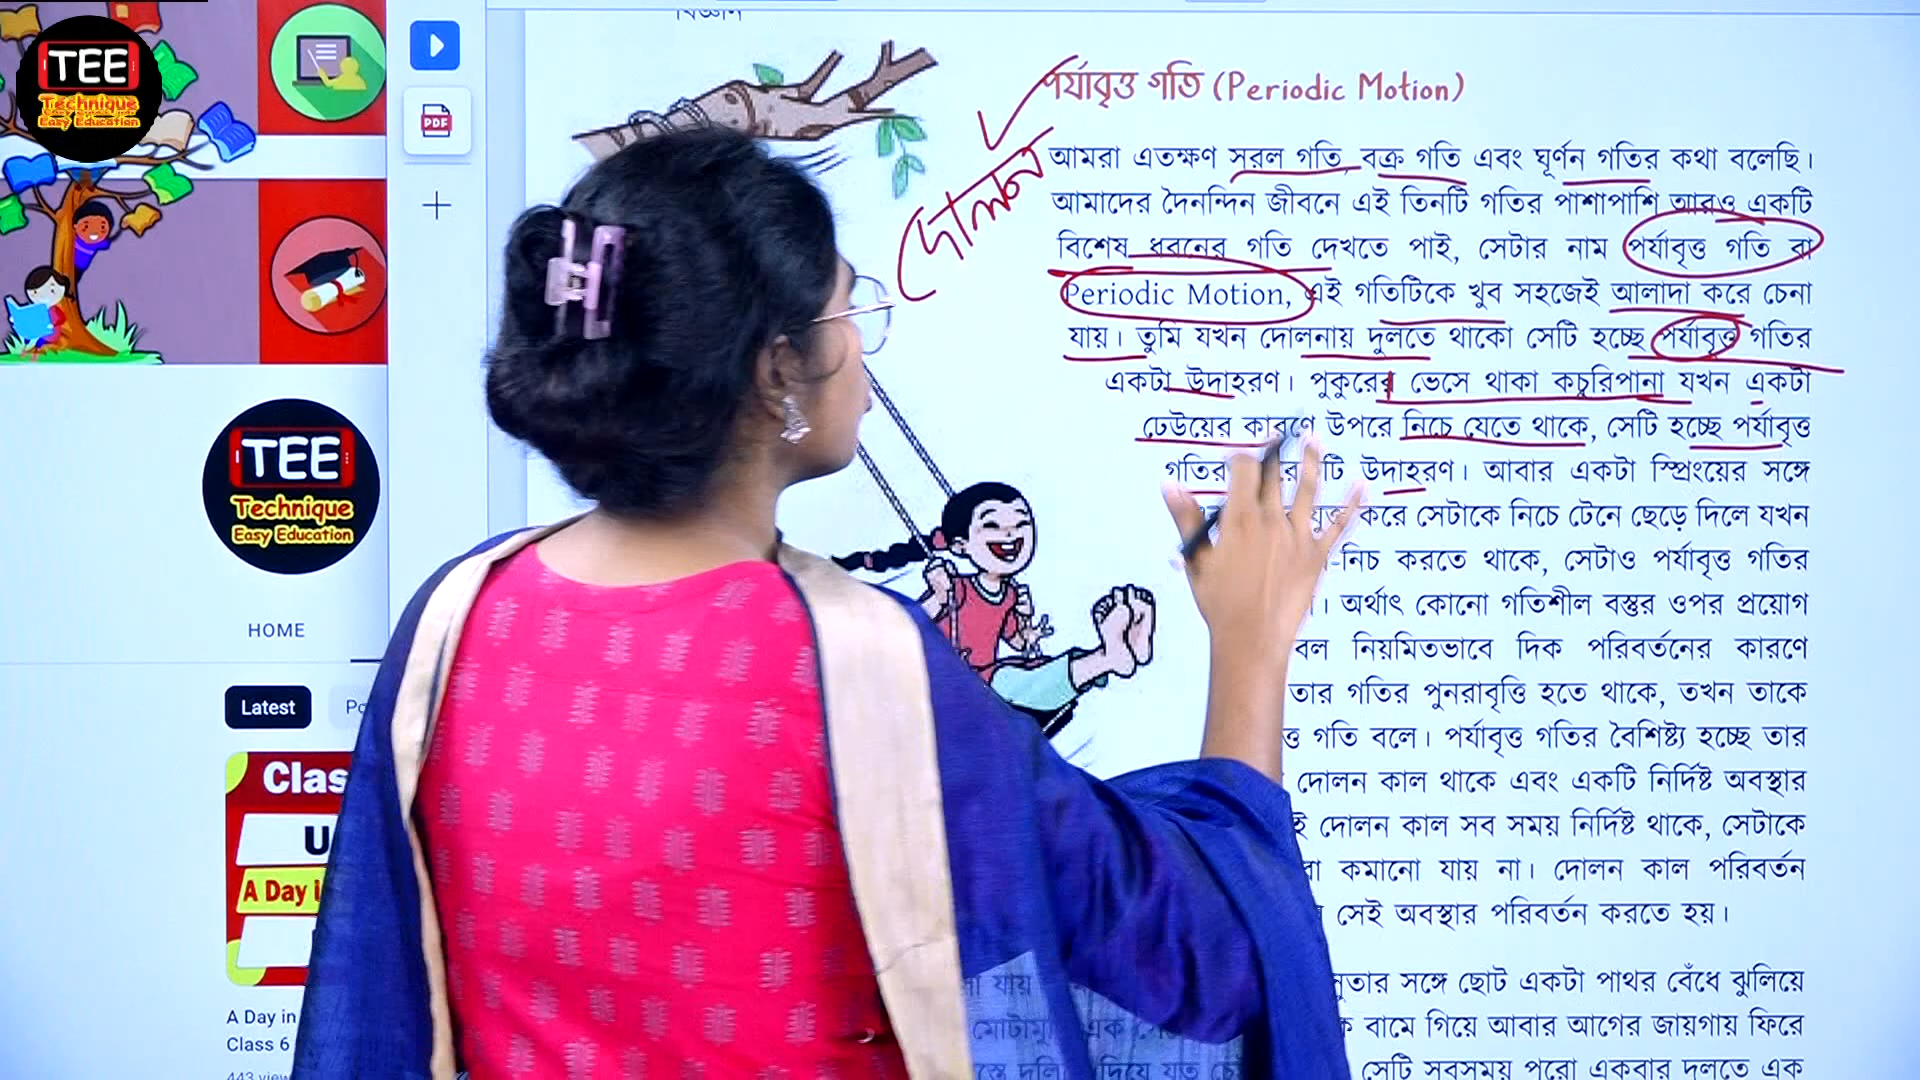 TEE
Technique
Easy Education
TEE
Technique
Easy Education
HOME
Latest
Clas
A Day i
A Day in
Class 6
PDF
বিজ্ঞান
পর্যাবৃত্ত গতি (Periodic Motion)
দোলন
আমরা এতক্ষণ সরল গতি, বক্র গতি এবং ঘূর্ণন গতির কথা বলেছি।
আমাদের দৈনন্দিন জীবনে এই তিনটি গতির পাশাপাশি আরও একটি
বিশেষ ধরনের গতি দেখতে পাই, সেটার নাম পর্যাবৃত্ত গতি বা
Periodic Motion, এই গতিটিকে খুব সহজেই আলাদা করে চেনা
যায়। তুমি যখন দোলনায় দুলতে থাকো সেটি হচ্ছে পর্যাবৃত্ত গতির
একটা উদাহরণ। পুকুরের ভেসে থাকা কচুরিপানা যখন একটা
ঢেউয়ের কারণে উপরে নিচে যেতে থাকে, সেটি হচ্ছে পর্যাবৃত্ত
গতির উদাহরণ। আবার একটা স্প্রিংয়ের সঙ্গে
করে সেটাকে নিচে টেনে ছেড়ে দিলে যখন
-নিচ করতে থাকে, সেটাও পর্যাবৃত্ত গতির
। অর্থাৎ কোনো গতিশীল বস্তুর ওপর প্রয়োগ
বল নিয়মিতভাবে দিক পরিবর্তনের কারণে
তার গতির পুনরাবৃত্তি হতে থাকে, তখন তাকে
ত্ত গতি বলে। পর্যাবৃত্ত গতির বৈশিষ্ট্য হচ্ছে তার
দোলন কাল থাকে এবং একটি নির্দিষ্ট অবস্থার
ই দোলন কাল সব সময় নির্দিষ্ট থাকে, সেটাকে
বা কমানো যায় না। দোলন কাল পরিবর্তন
সেই অবস্থার পরিবর্তন করতে হয়।
সুতার সঙ্গে ছোট একটা পাথর বেঁধে ঝুলিয়ে
বামে গিয়ে আবার আগের জায়গায় ফিরে
সেটি সবসময় পুরো একবার দুলতে এক